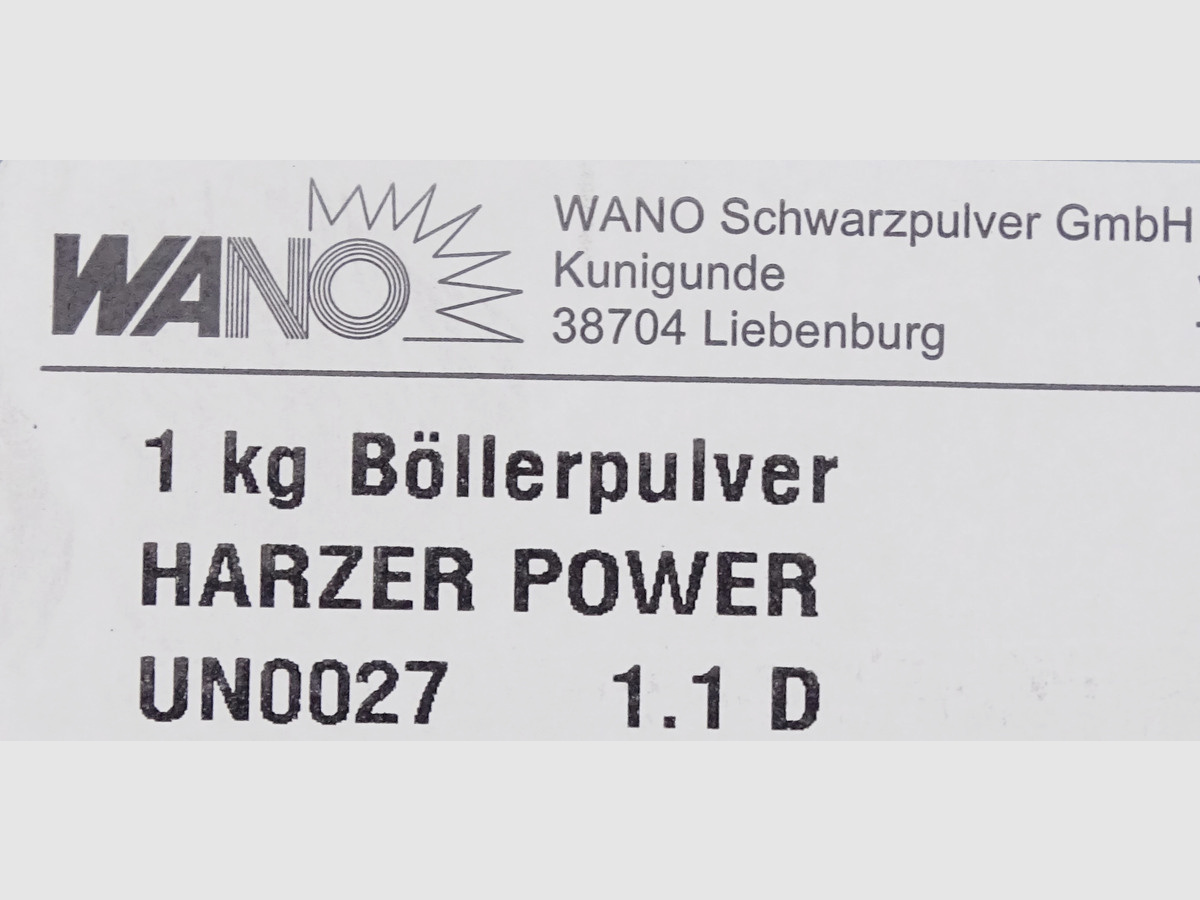 WANO
WANO Schwarzpulver GmbH
Kunigunde
38704 Liebenburg
1 kg Böllerpulver
HARZER POWER
UN0027 1.1 D